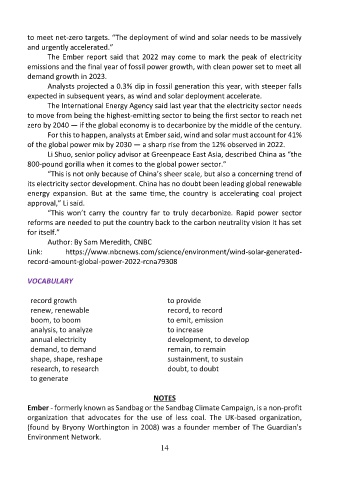 to meet net-zero targets. “The deployment of wind and solar needs to be massively
and urgently accelerated.”
The Ember report said that 2022 may come to mark the peak of electricity
emissions and the final year of fossil power growth, with clean power set to meet all
demand growth in 2023.
Analysts projected a 0.3% dip in fossil generation this year, with steeper falls
expected in subsequent years, as wind and solar deployment accelerate.
The International Energy Agency said last year that the electricity sector needs
to move from being the highest-emitting sector to being the first sector to reach net
zero by 2040 — if the global economy is to decarbonize by the middle of the century.
For this to happen, analysts at Ember said, wind and solar must account for 41%
of the global power mix by 2030 — a sharp rise from the 12% observed in 2022.
Li Shuo, senior policy advisor at Greenpeace East Asia, described China as “the
800-pound gorilla when it comes to the global power sector.”
“This is not only because of China’s sheer scale, but also a concerning trend of
its electricity sector development. China has no doubt been leading global renewable
energy expansion. But at the same time, the country is accelerating coal project
approval,” Li said.
“This won’t carry the country far to truly decarbonize. Rapid power sector
reforms are needed to put the country back to the carbon neutrality vision it has set
for itself.”
Author: By Sam Meredith, CNBC
Link: https://www.nbcnews.com/science/environment/wind-solar-generated-
record-amount-global-power-2022-rcna79308
VOCABULARY
record growth
renew, renewable
boom, to boom
analysis, to analyze
annual electricity
demand, to demand
shape, shape, reshape
research, to research
to generate
to provide
record, to record
to emit, emission
to increase
development, to develop
remain, to remain
sustainment, to sustain
doubt, to doubt
NOTES
Ember - formerly known as Sandbag or the Sandbag Climate Campaign, is a non-profit
organization that advocates for the use of less coal. The UK-based organization,
(found by Bryony Worthington in 2008) was a founder member of The Guardian’s
Environment Network.
14